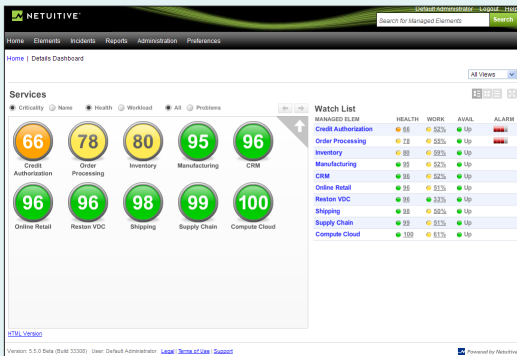 NETUITIVE
Default Administrator Logout Help
Search for Managed Elements Search
Home Elements Incidents Reports Administration Preferences
Home | Details Dashboard
All Views
Services
Criticality Name Health Workload All Problems
66 78 80 95 96
Credit Authorization Order Processing Inventory Manufacturing CRM
96 96 98 99 100
Online Retail Reston VDC Shipping Supply Chain Compute Cloud
Watch List
MANAGED ELEM HEALTH WORK AVAIL ALARM
Credit Authorization 66 52% Up
Order Processing 78 55% Up
Inventory 80 59% Up
Manufacturing 95 52% Up
CRM 96 52% Up
Online Retail 96 51% Up
Reston VDC 96 33% Up
Shipping 98 50% Up
Supply Chain 99 51% Up
Compute Cloud 100 61% Up
HTML Version
Version: 5.5.0 Beta (Build 33308) User: Default Administrator Legal | Terms of Use | Support
Powered by Netuitive